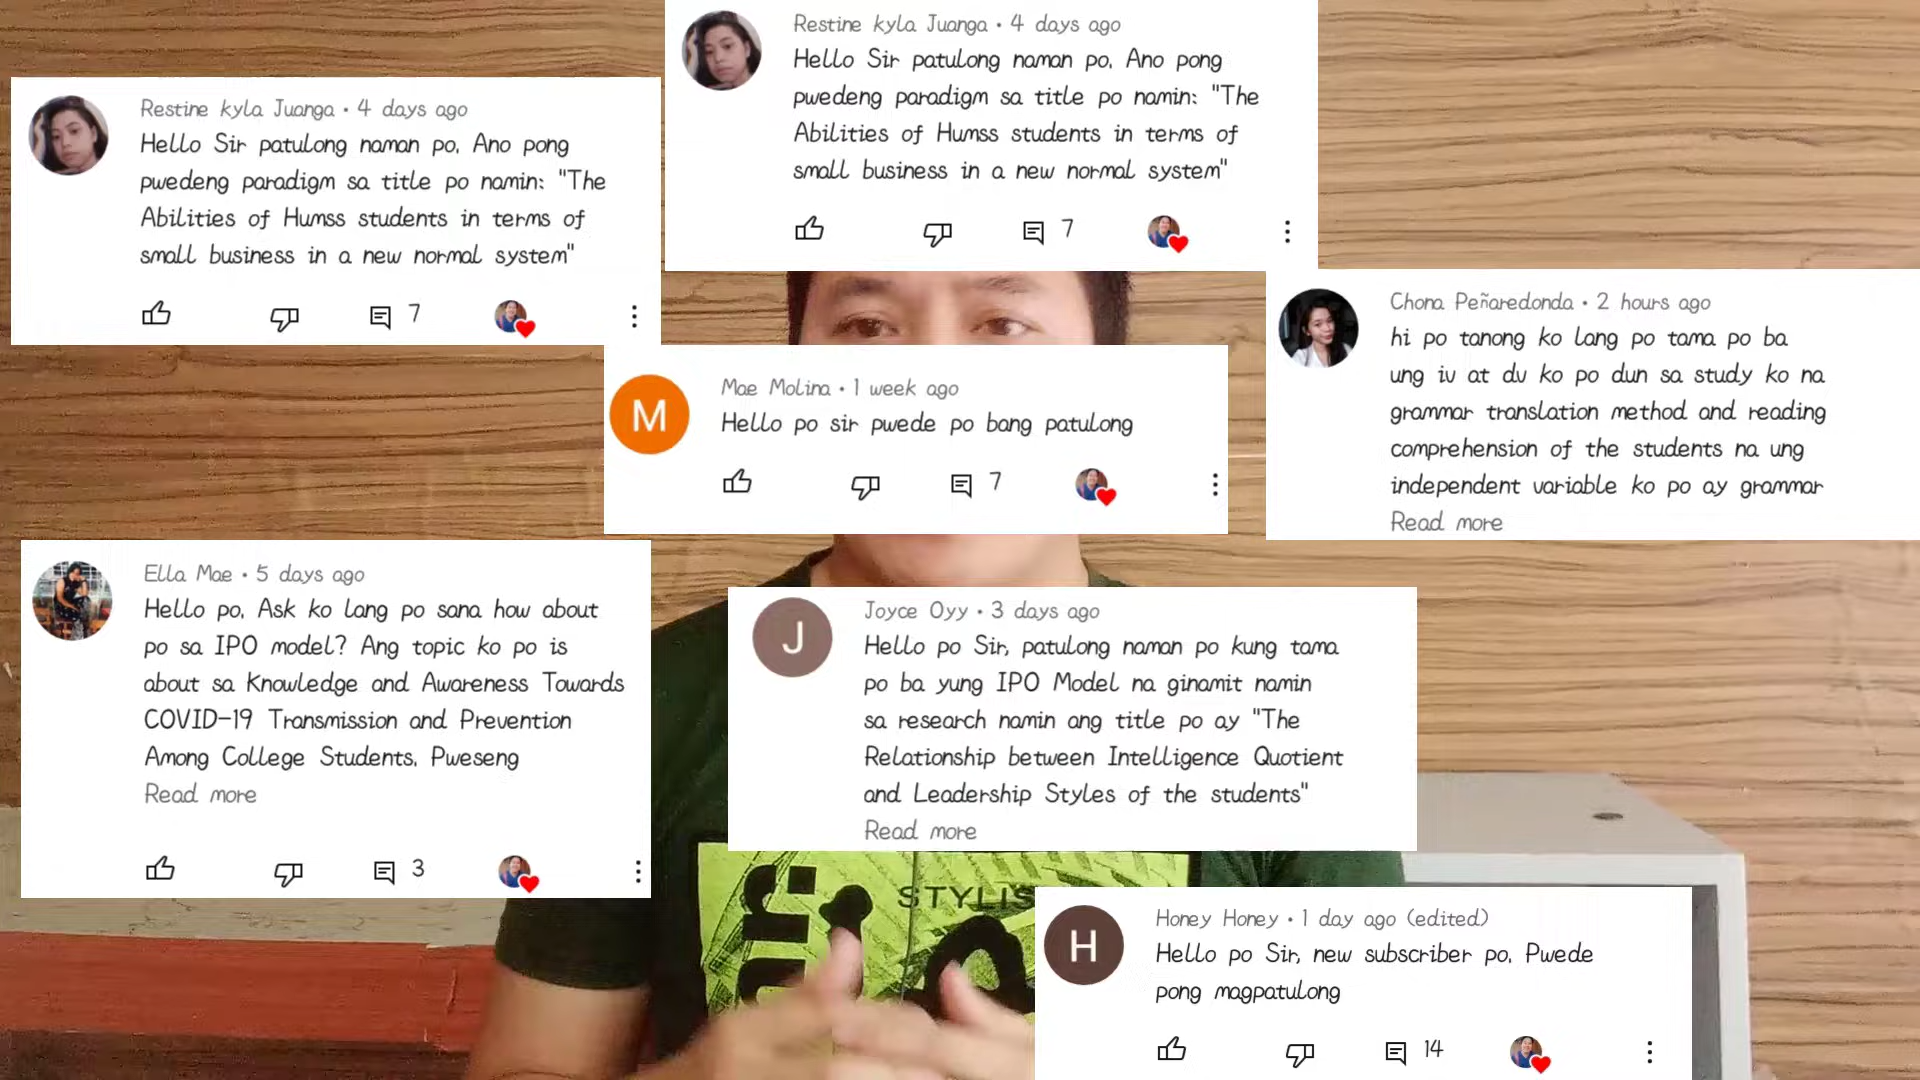 Restine kyla Juanga • 4 days ago
Hello Sir patulong naman po, Ano pong
pwedeng paradigm sa title po namin: "The
Abilities of Humss students in terms of
small business in a new normal system"
7
Restine kyla Juanga • 4 days ago
Hello Sir patulong naman po, Ano pong
pwedeng paradigm sa title po namin: "The
Abilities of Humss students in terms of
small business in a new normal system"
7
Chona Peñaredonda • 2 hours ago
hi po tanong ko lang po tama po ba
ung iv at dv ko po dun sa study ko na
grammar translation method and reading
comprehension of the students na ung
independent variable ko po ay grammar
Read more
M
Mae Molina • 1 week ago
Hello po sir pwede po bang patulong
7
Ella Mae • 5 days ago
Hello po, Ask ko lang po sana how about
po sa IPO model? Ang topic ko po is
about sa Knowledge and Awareness Towards
COVID-19 Transmission and Prevention
Among College Students, Pweseng
Read more
3
J
Joyce Oyy • 3 days ago
Hello po Sir, patulong naman po kung tama
po ba yung IPO Model na ginamit namin
sa research namin ang title po ay "The
Relationship between Intelligence Quotient
and Leadership Styles of the students"
Read more
H
Honey Honey • 1 day ago (edited)
Hello po Sir, new subscriber po, Pwede
pong magpatulong
14